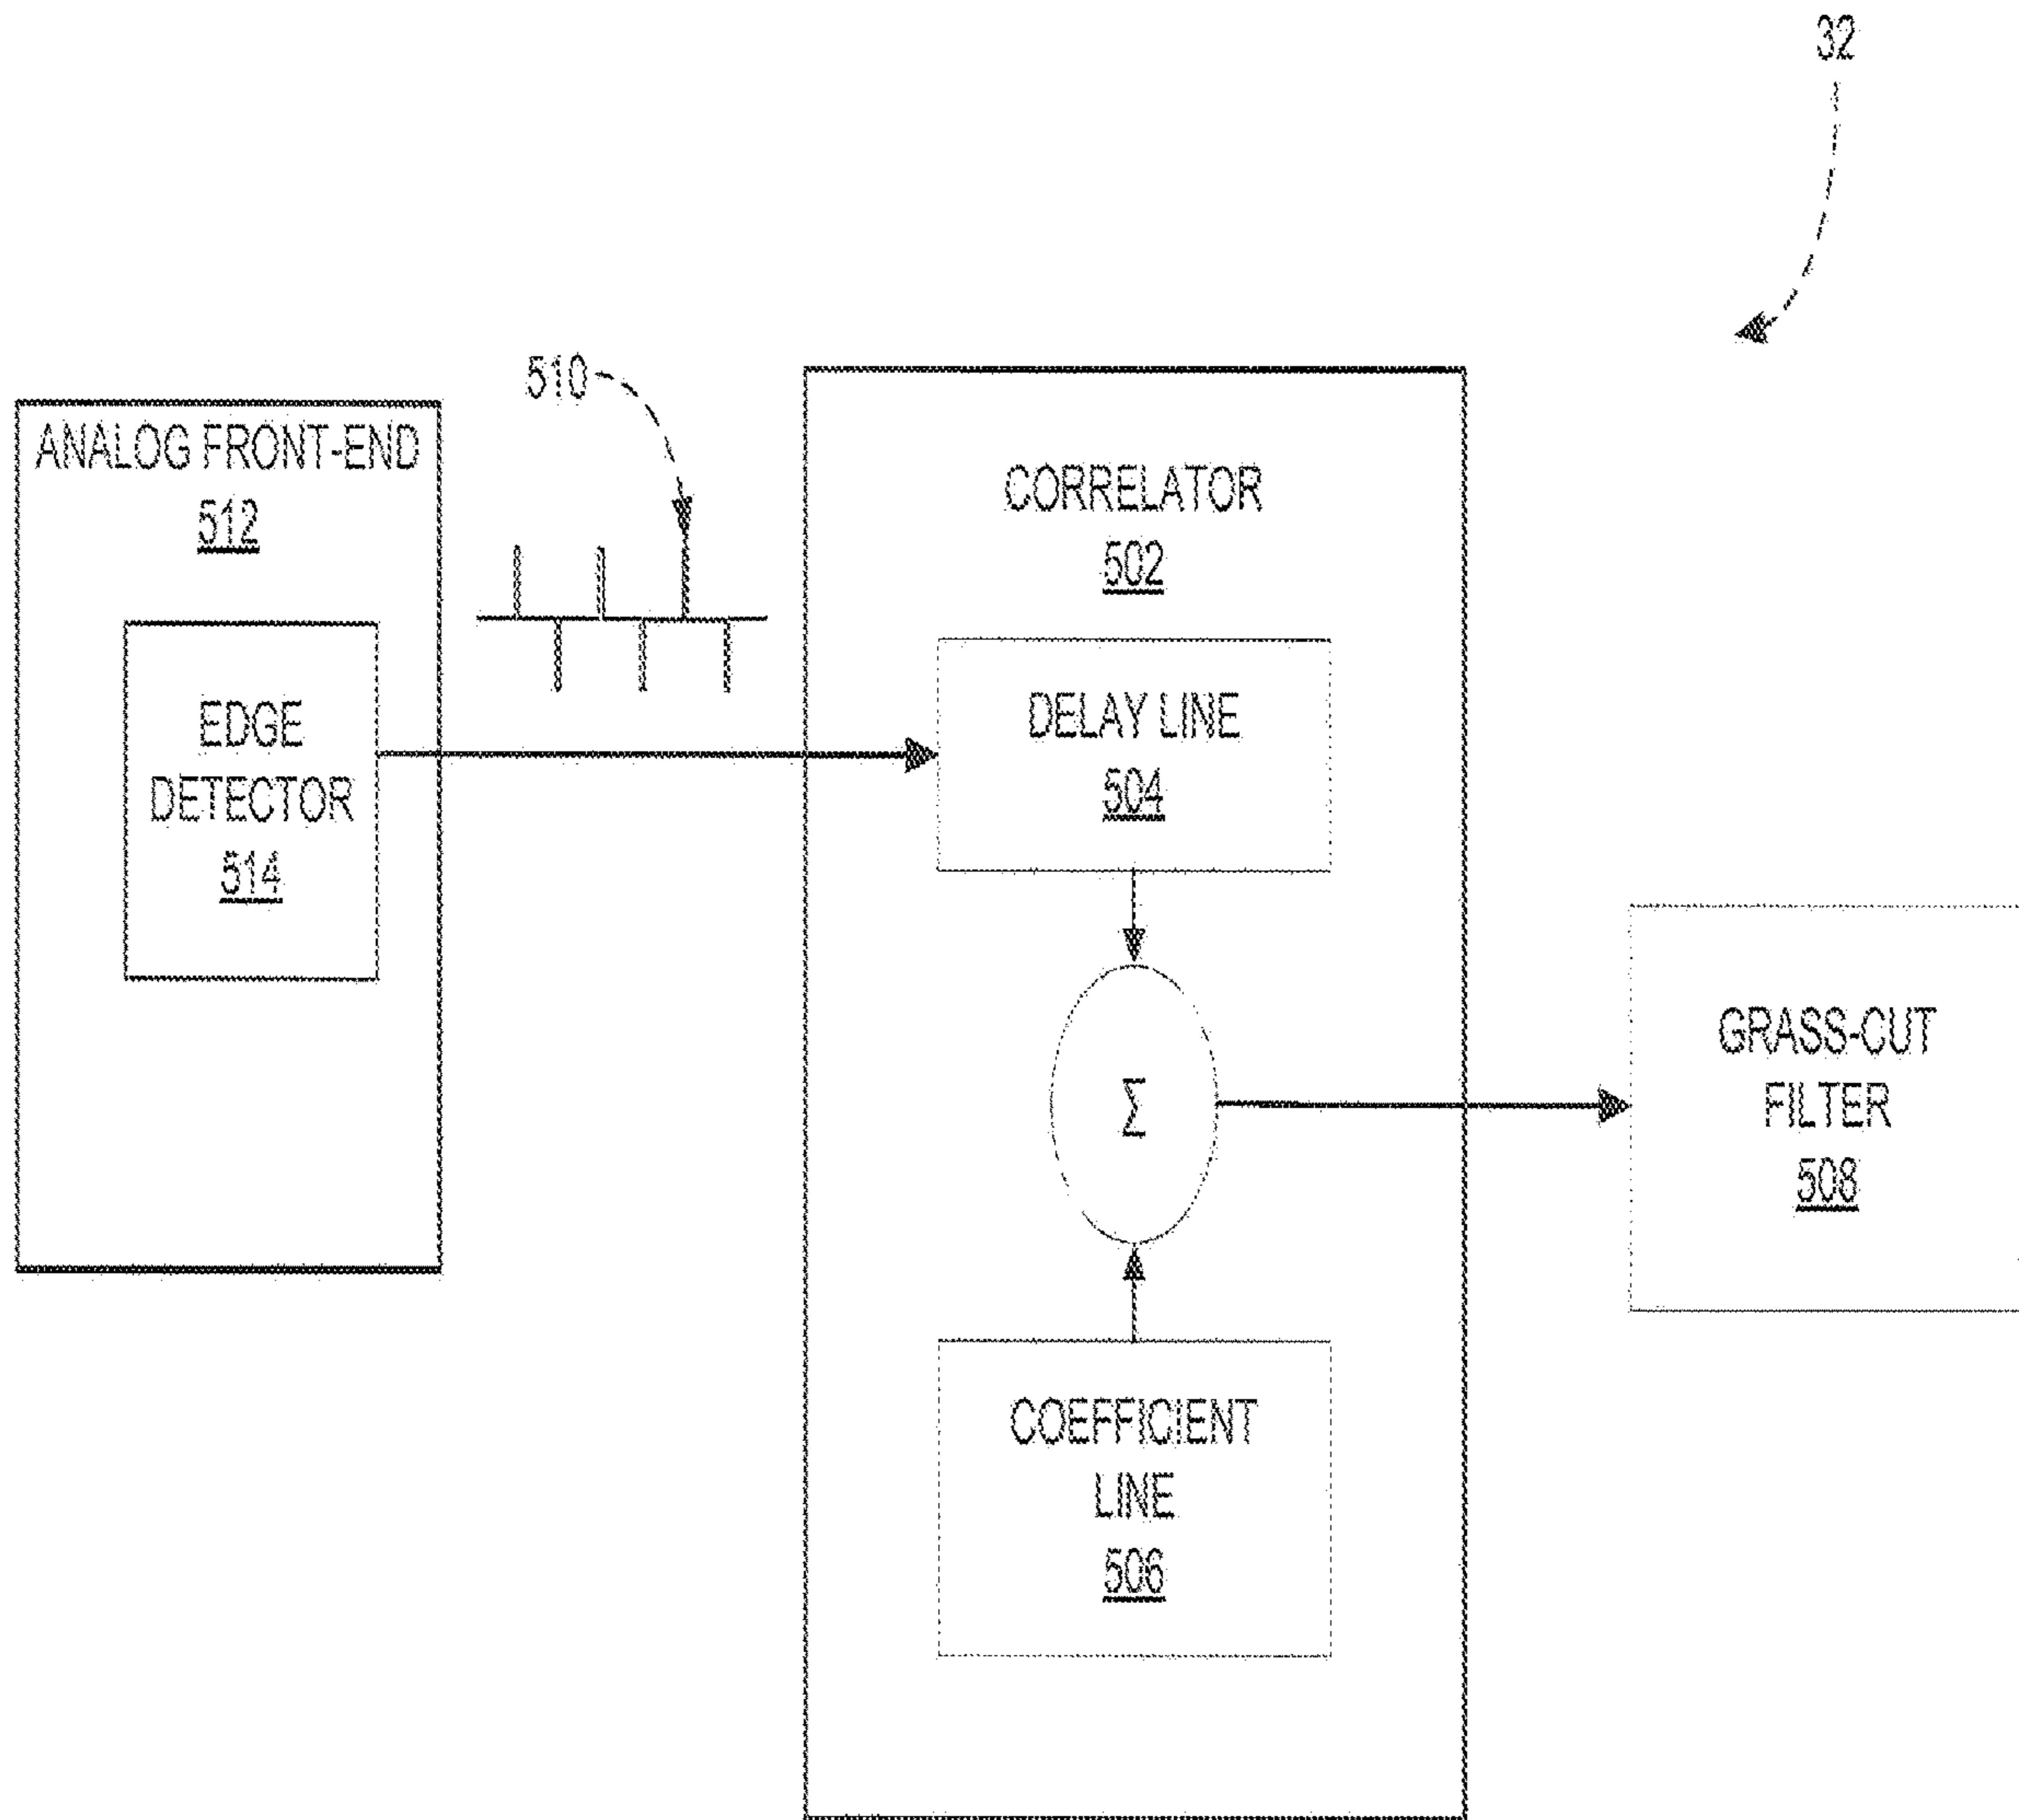 32
510
ANALOG FRONT-END
512
EDGE
DETECTOR
514
CORRELATOR
502
DELAY LINE
504
Σ
COEFFICIENT
LINE
506
GRASS-CUT
FILTER
508